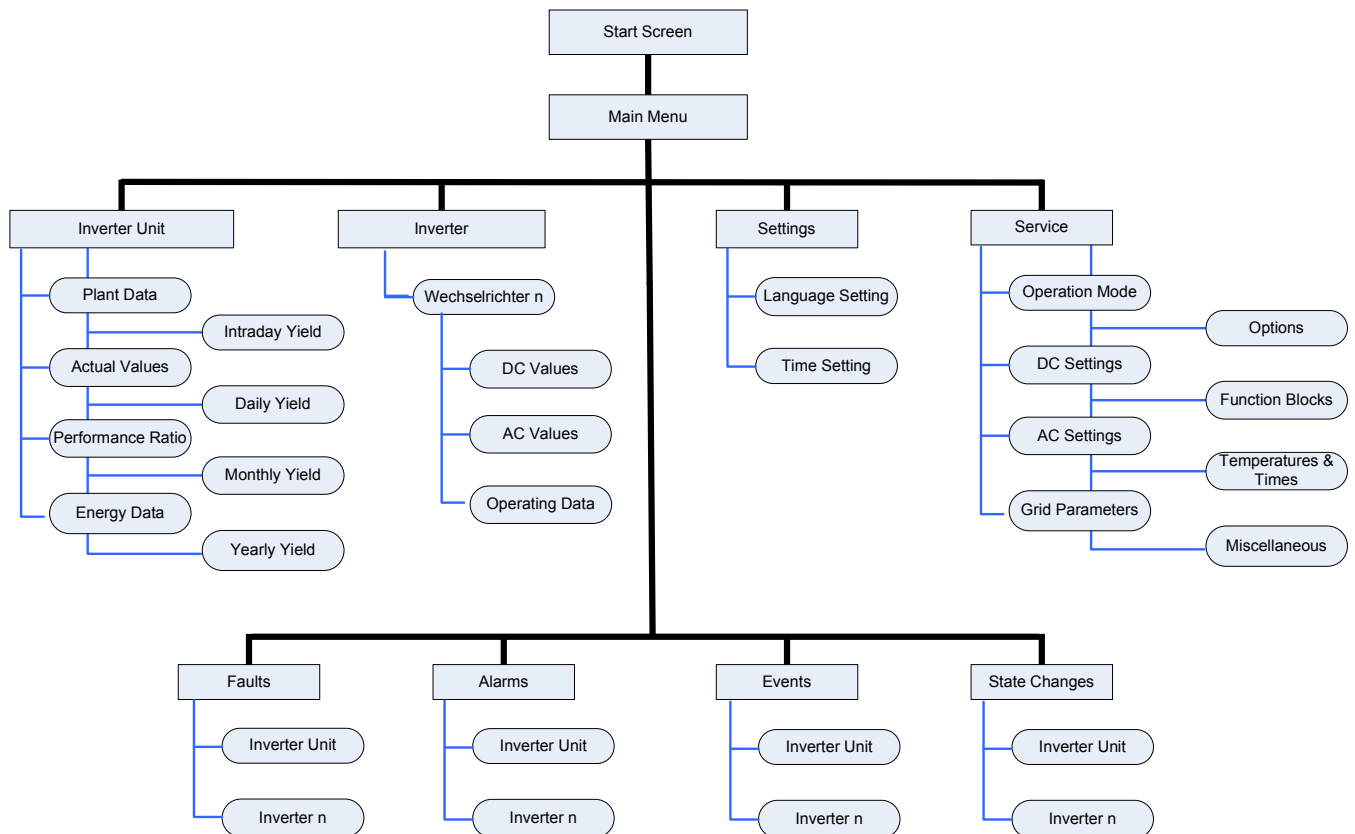 Start Screen
Main Menu
Inverter Unit
Inverter
Settings
Service
Plant Data
Intraday Yield
Actual Values
Daily Yield
Performance Ratio
Monthly Yield
Energy Data
Yearly Yield
Wechselrichter n
DC Values
AC Values
Operating Data
Language Setting
Time Setting
Operation Mode
Options
DC Settings
Function Blocks
AC Settings
Temperatures &
Times
Grid Parameters
Miscellaneous
Faults
Alarms
Events
State Changes
Inverter Unit
Inverter Unit
Inverter Unit
Inverter Unit
Inverter n
Inverter n
Inverter n
Inverter n